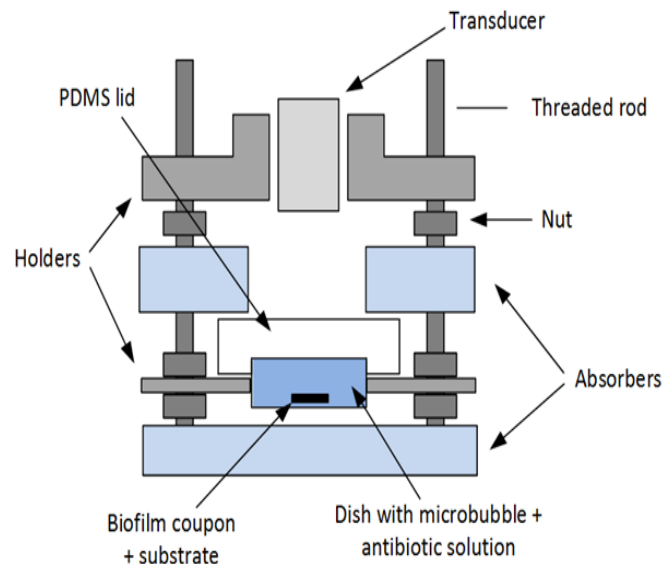 Transducer
PDMS lid
Threaded rod
Nut
Holders
Absorbers
Biofilm coupon
+ substrate
Dish with microbubble +
antibiotic solution